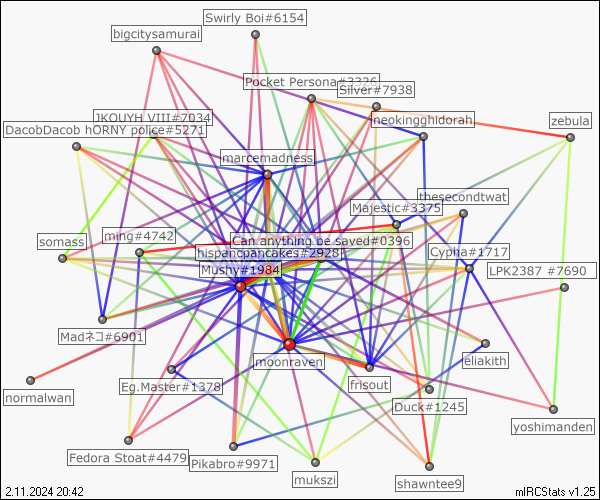 Swirly Boi#6154
bigcitysamurai
Pocket Persona#3326
Silver#7938
JKOUYH VIII#7034
neokingghidorah
zebula
DacobDacob hORNY police#5271
marcemadness
thesecondtwat
Majestic#3375
ming#4742
Can anything be saved#0396
somass
hispancpancakes#2928
Cypha#1717
Mushy#1984
LPK2387 #7690
Madネコ#6901
eliakith
moonraven
normalwan
Eg.Master#1378
frisout
Duck#1245
yoshimanden
Fedora Stoat#4479
Pikabro#9971
mukszi
shawntee9
2.11.2024 20:42
mIRCStats v1.25